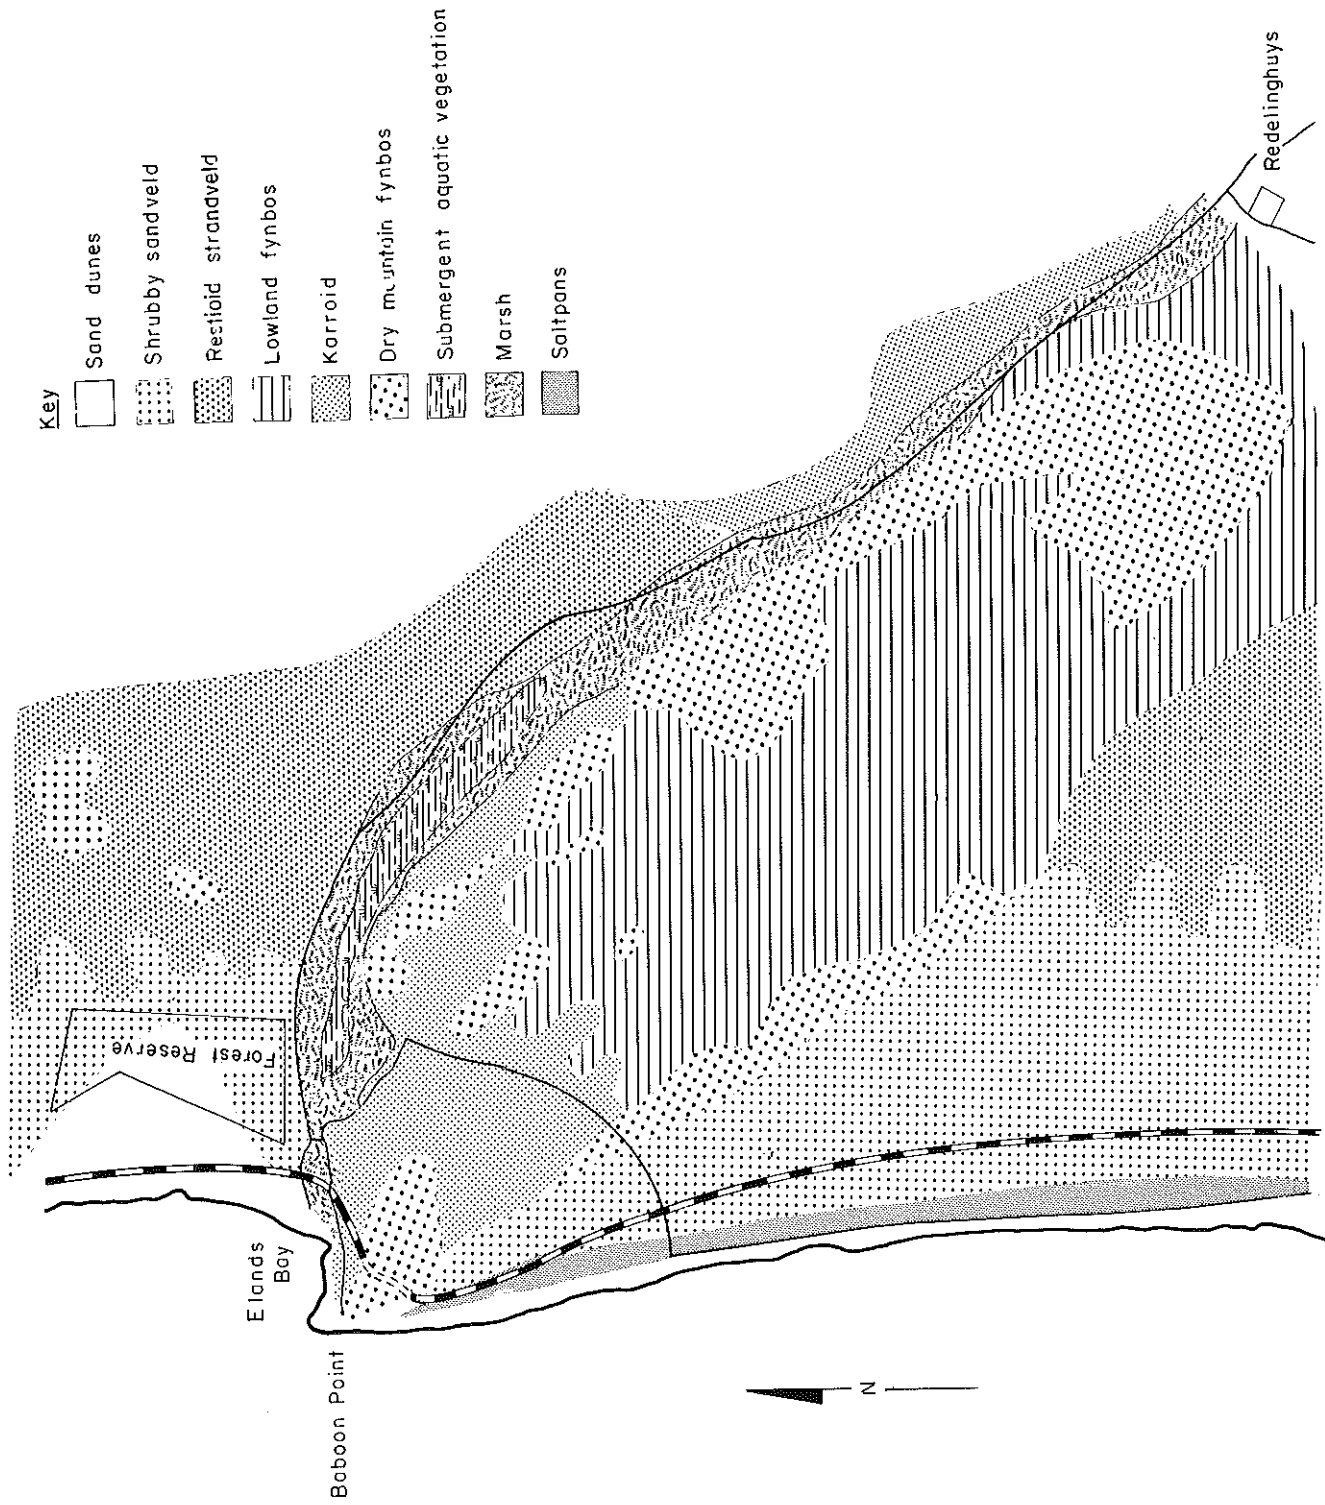 Key
Sand dunes
Shrubby sandveld
Restioid strandveld
Lowland fynbos
Karroid
Dry mountain fynbos
Submergent aquatic vegetation
Marsh
Saltpans
Redelinghuys
Forest Reserve
Elands
Bay
Baboon Point
N